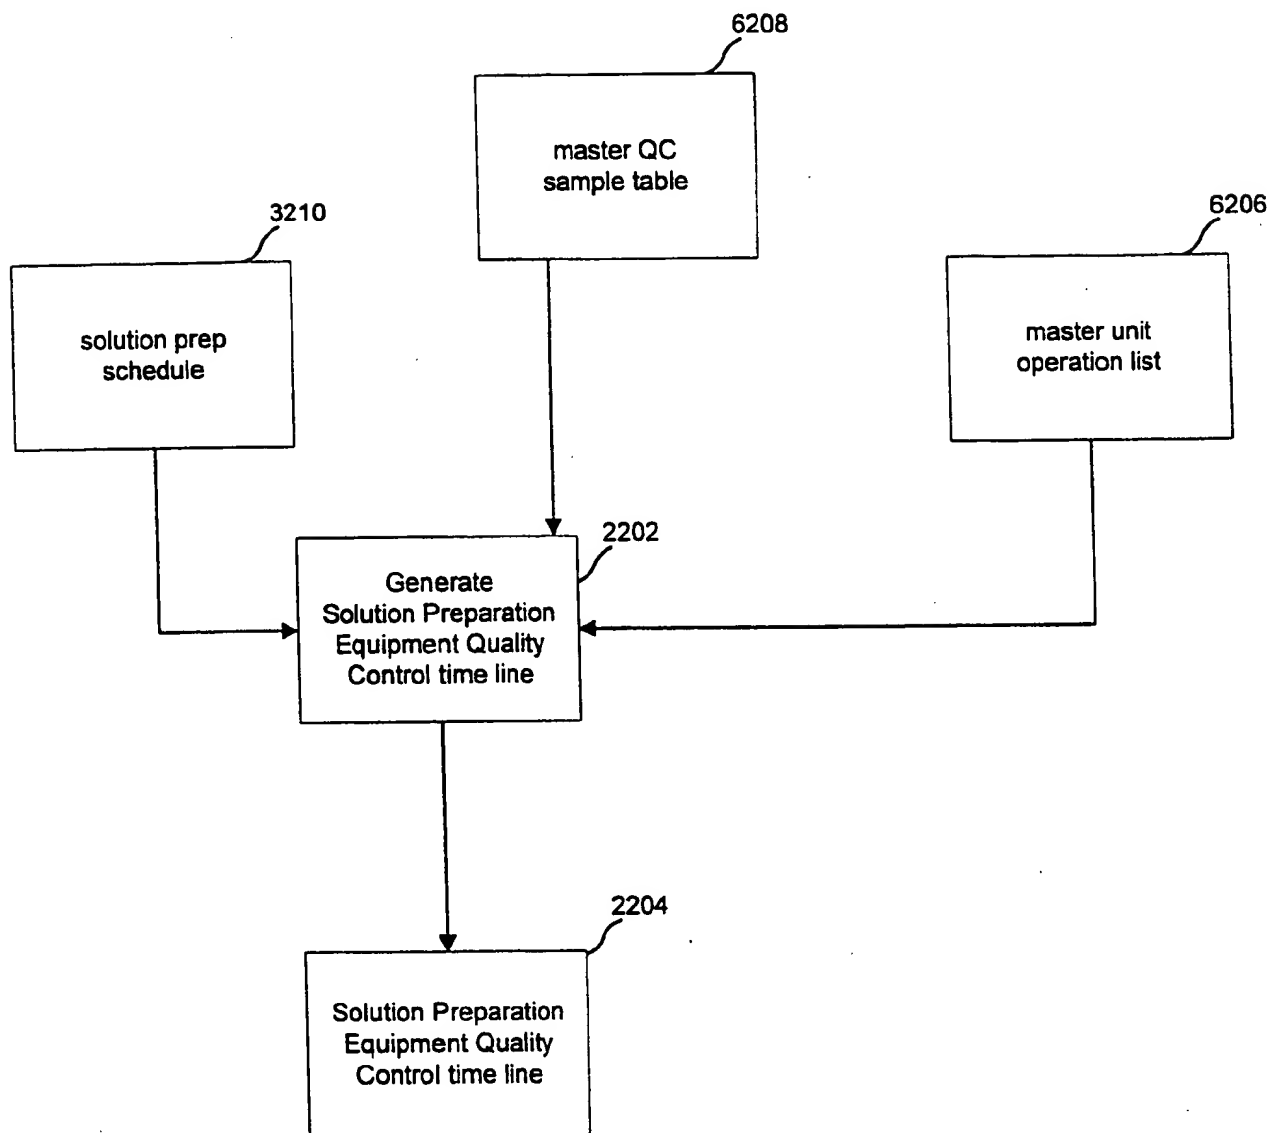 6208
master QC
sample table
3210
solution prep
schedule
6206
master unit
operation list
2202
Generate
Solution Preparation
Equipment Quality
Control time line
2204
Solution Preparation
Equipment Quality
Control time line